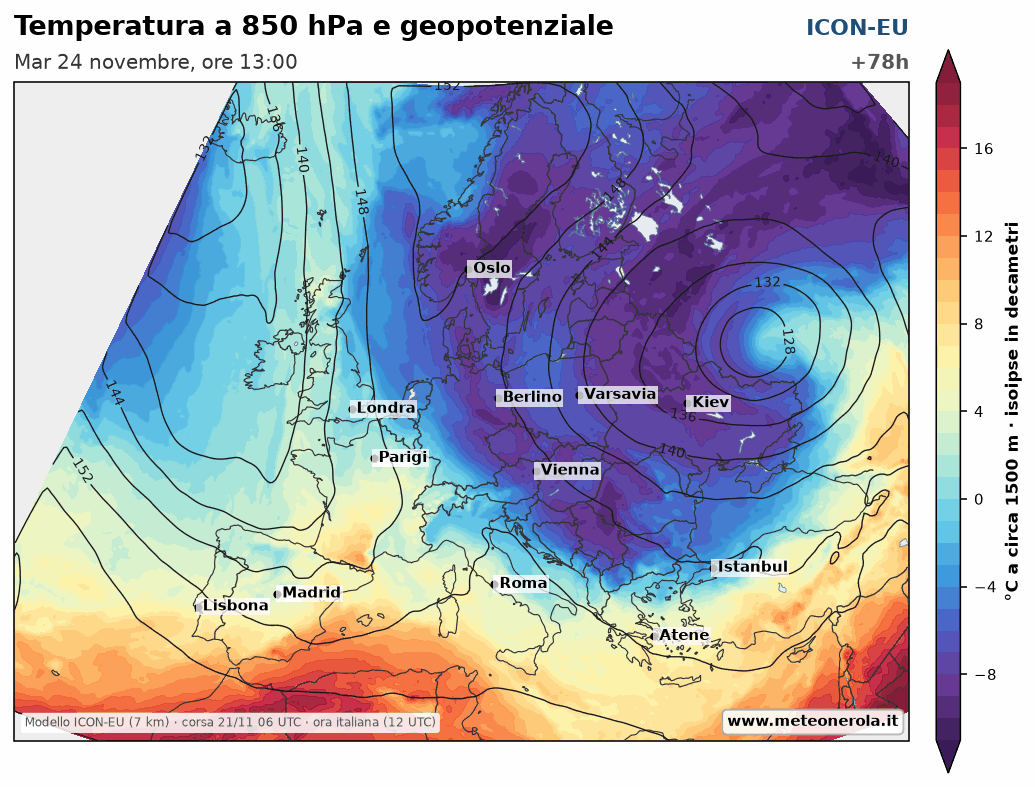 Temperatura a 850 hPa e geopotenziale
ICON-EU
Mar 24 novembre, ore 13:00
+78h
152
136
132
140
140
148
148
144
132
128
144
136
140
152
Oslo
Berlino
Varsavia
Kiev
Londra
Parigi
Vienna
Istanbul
Roma
Madrid
Lisbona
Atene
Modello ICON-EU (7 km) · corsa 21/11 06 UTC · ora italiana (12 UTC)
www.meteonerola.it
16
12
8
4
0
−4
−8
°C a circa 1500 m · Isoipse in decametri